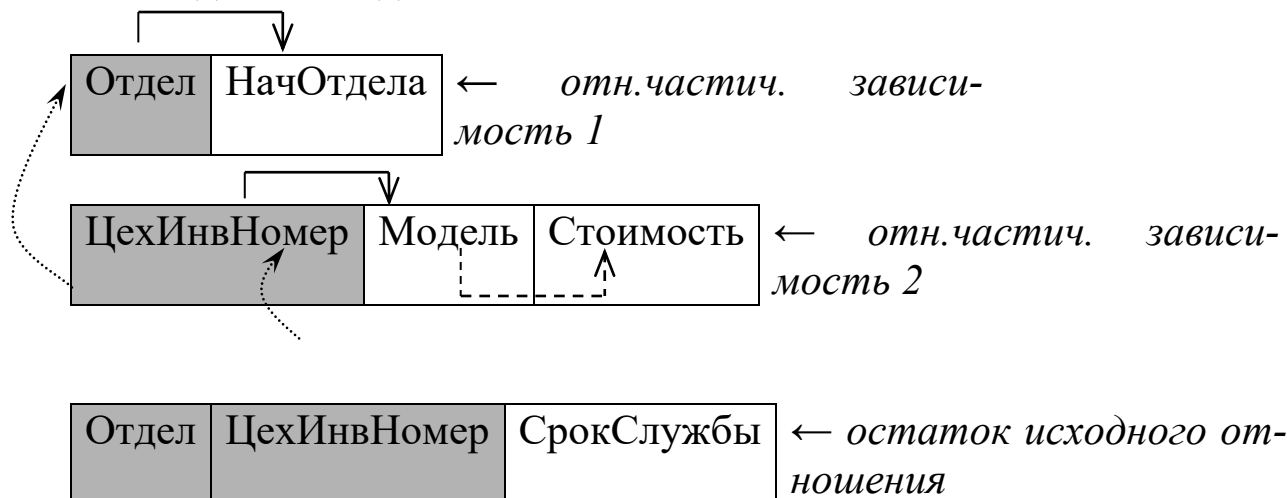 Отдел НачОтдела ← отн.частич. зависи-
мость 1
ЦехИнвНомер Модель Стоимость ← отн.частич. зависи-
мость 2
Отдел ЦехИнвНомер СрокСлужбы ← остаток исходного от-
ношения